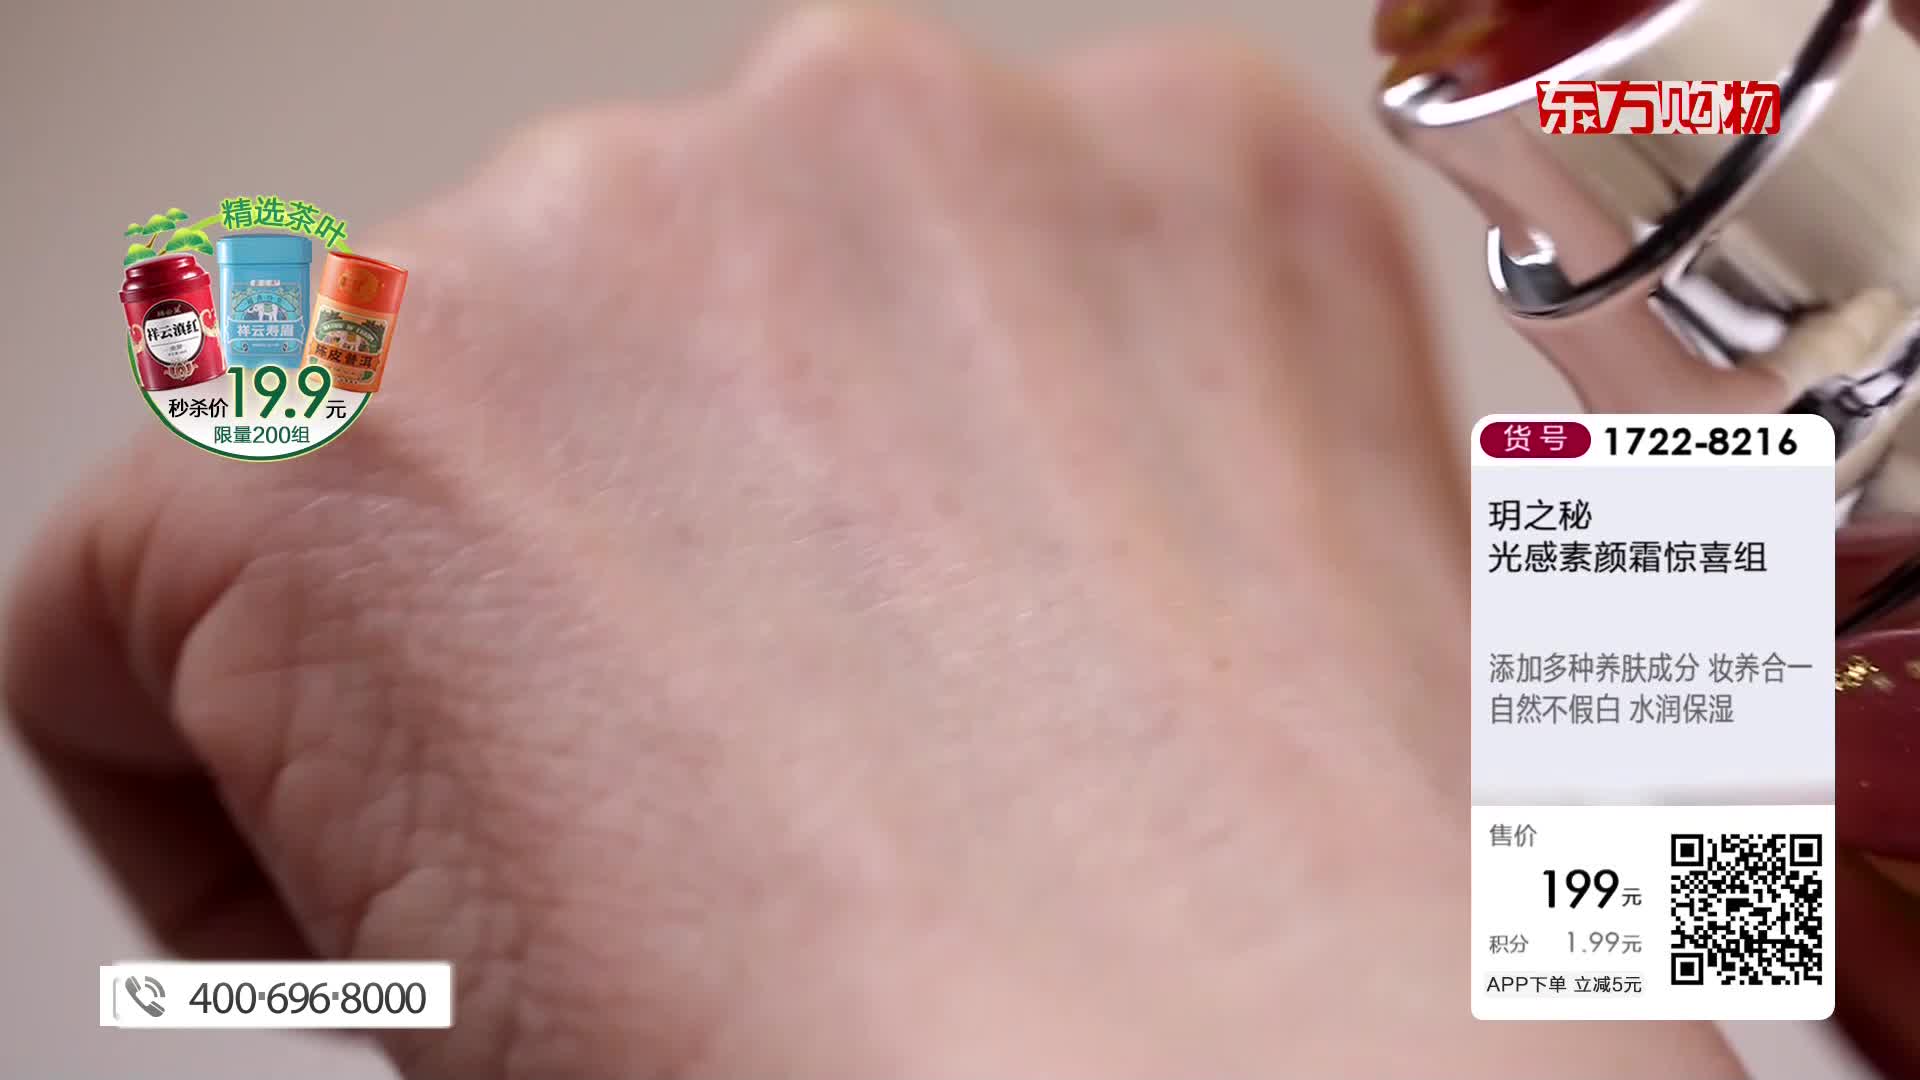 东方购物
精选茶叶
祥云滇红
祥云寿眉
陈皮普洱
秒杀价19.9元
限量200组
货号 1722-8216
玥之秘
光感素颜霜惊喜组
添加多种养肤成分 妆养合一
自然不假白 水润保湿
售价
199元
积分 1.99元
APP下单 立减5元
400·696·8000